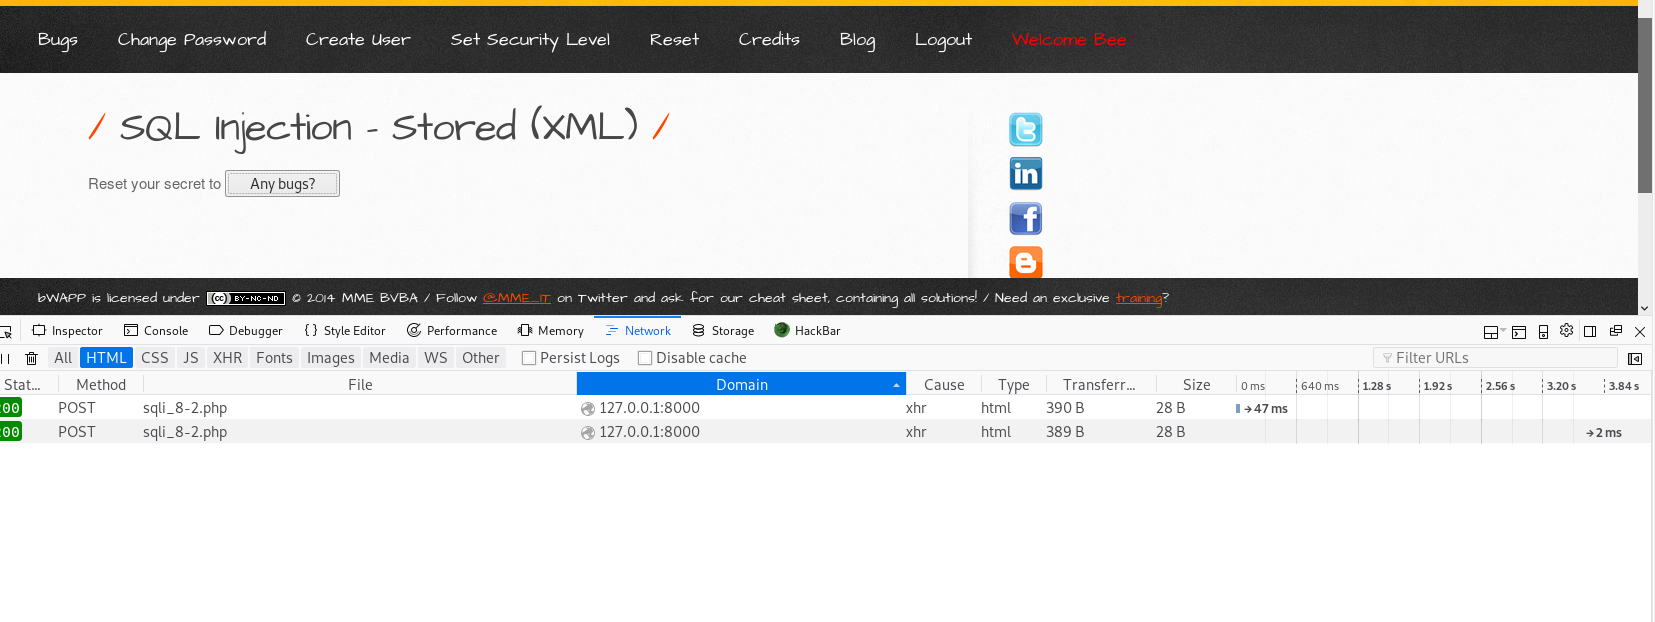 Bugs Change Password Create User Set Security Level Reset Credits Blog Logout Welcome Bee
/ SQL Injection - Stored (XML) /
Reset your secret to Any bugs?
bWAPP is licensed under (cc) BY-NC-ND © 2014 MME BVBA / Follow @MME_IT on Twitter and ask for our cheat sheet, containing all solutions! / Need an exclusive training?
Inspector Console Debugger Style Editor Performance Memory Network Storage HackBar
All HTML CSS JS XHR Fonts Images Media WS Other Persist Logs Disable cache Filter URLs
Stat... Method File Domain Cause Type Transferr... Size 0 ms 640 ms 1.28 s 1.92 s 2.56 s 3.20 s 3.84 s
200 POST sqli_8-2.php 127.0.0.1:8000 xhr html 390 B 28 B → 47 ms
200 POST sqli_8-2.php 127.0.0.1:8000 xhr html 389 B 28 B → 2 ms